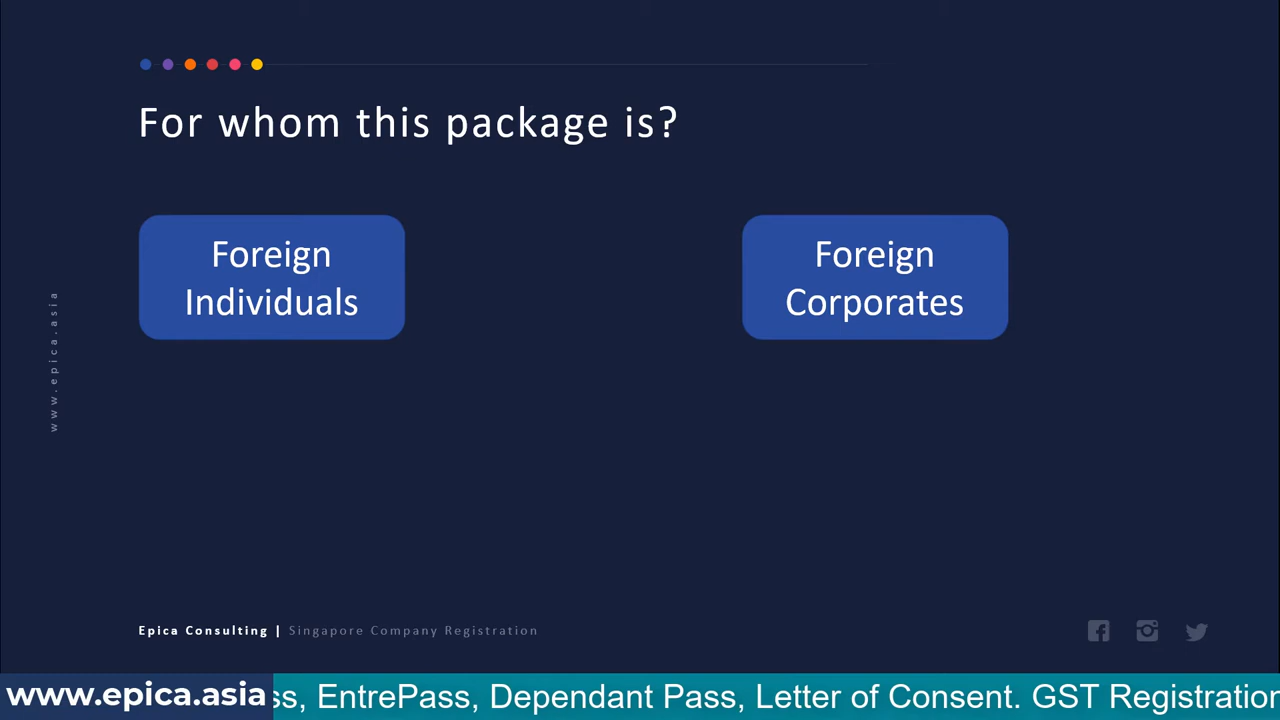 For whom this package is?
Foreign
Individuals
Foreign
Corporates
www.epica.asia
Epica Consulting | Singapore Company Registration
www.epica.asia
ss, EntrePass, Dependant Pass, Letter of Consent. GST Registration